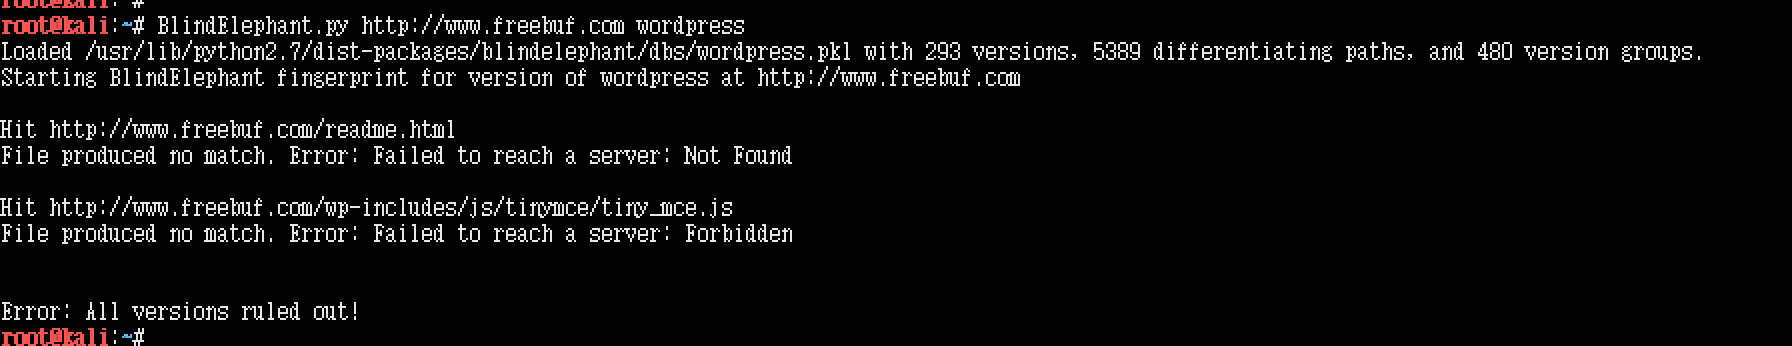 root@kali:~#
root@kali:~# BlindElephant.py http://www.freebuf.com wordpress
Loaded /usr/lib/python2.7/dist-packages/blindelephant/dbs/wordpress.pkl with 293 versions, 5389 differentiating paths, and 480 version groups.
Starting BlindElephant fingerprint for version of wordpress at http://www.freebuf.com
Hit http://www.freebuf.com/readme.html
File produced no match. Error: Failed to reach a server: Not Found
Hit http://www.freebuf.com/wp-includes/js/tinymce/tiny_mce.js
File produced no match. Error: Failed to reach a server: Forbidden
Error: All versions ruled out!
root@kali:~#